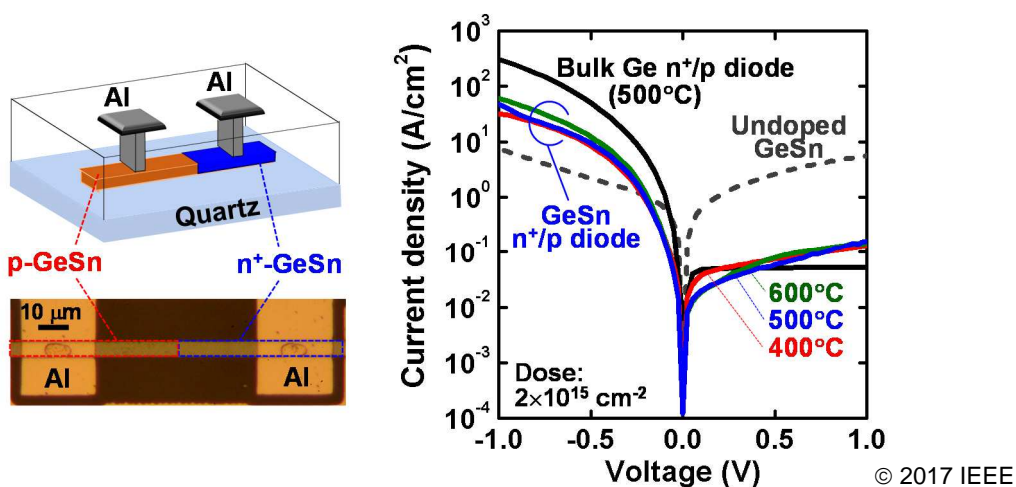 Al
Al
Quartz
p-GeSn
n⁺-GeSn
10 μm
Al
Al
Current density (A/cm²)
10³
10²
10¹
10⁰
10⁻¹
10⁻²
10⁻³
10⁻⁴
Bulk Ge n⁺/p diode
(500°C)
Undoped
GeSn
GeSn
n⁺/p diode
600°C
500°C
400°C
Dose:
2×10¹⁵ cm⁻²
-1.0
-0.5
0.0
0.5
1.0
Voltage (V)
© 2017 IEEE